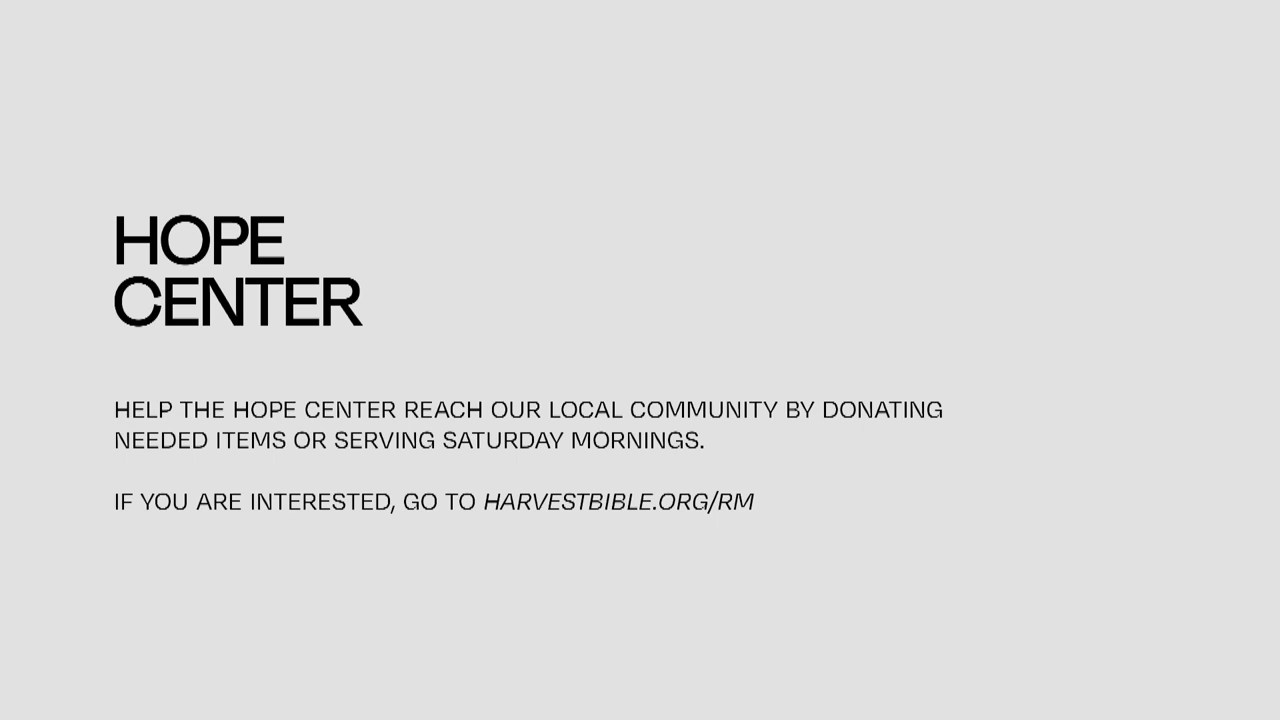 HOPE
CENTER
HELP THE HOPE CENTER REACH OUR LOCAL COMMUNITY BY DONATING
NEEDED ITEMS OR SERVING SATURDAY MORNINGS.
IF YOU ARE INTERESTED, GO TO HARVESTBIBLE.ORG/RM